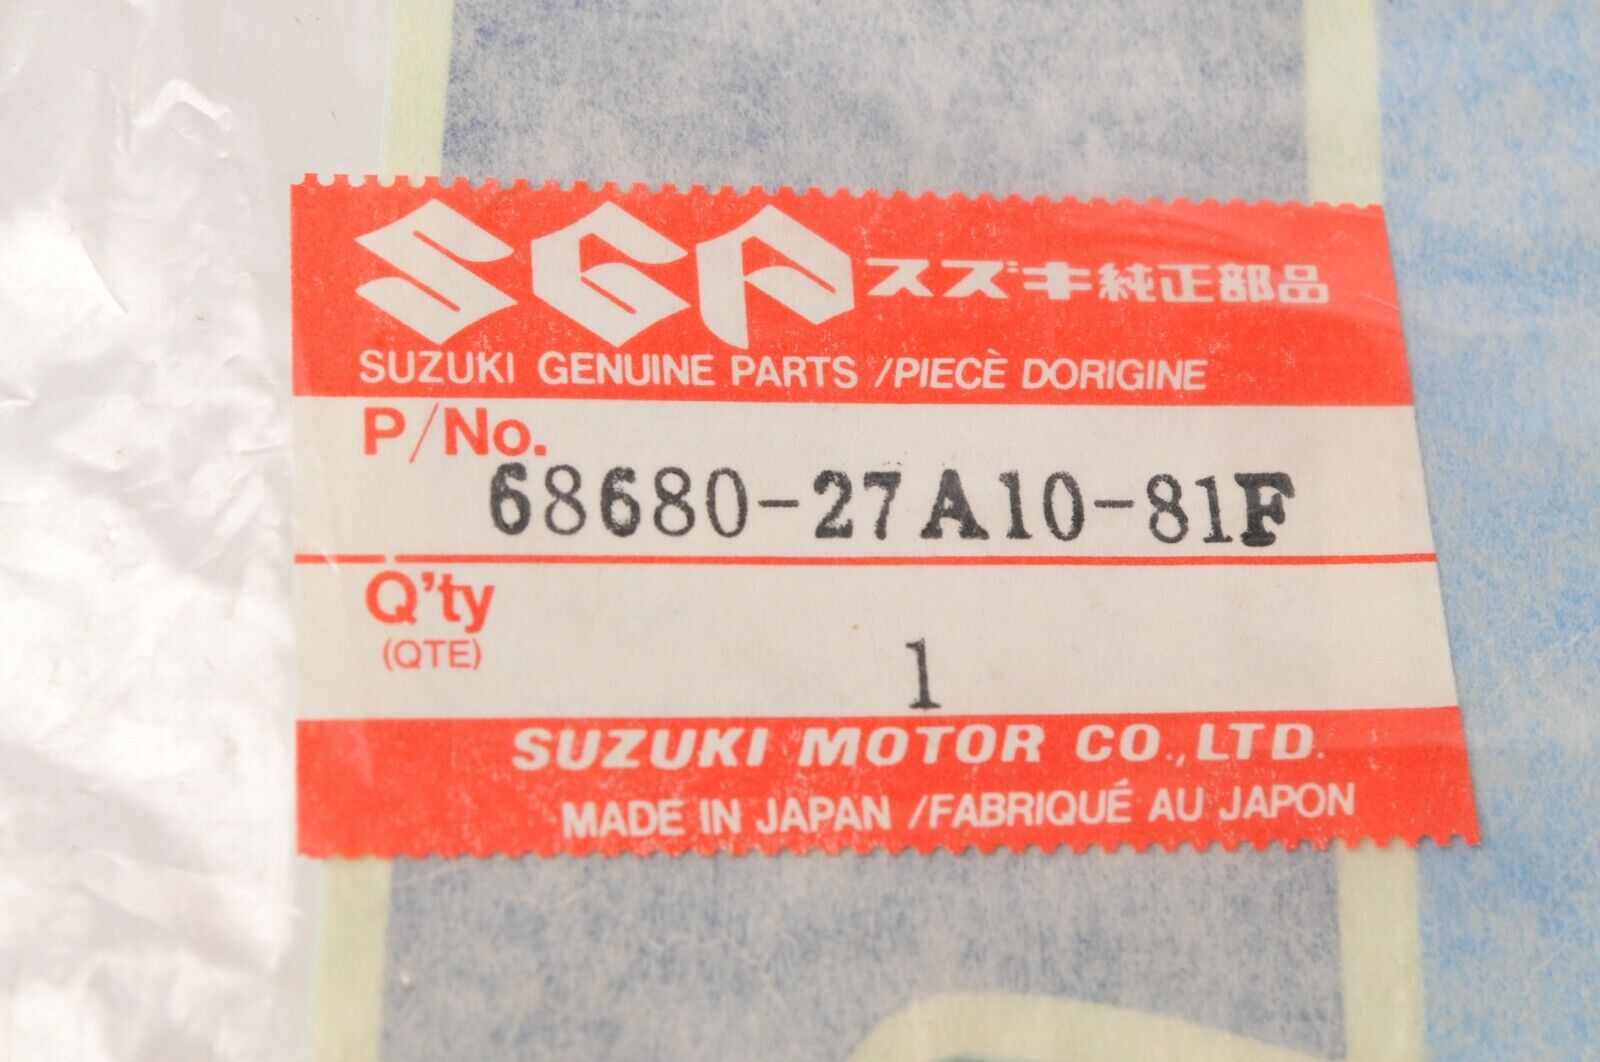 SGP スズキ純正部品
SUZUKI GENUINE PARTS /PIECÈ DORIGINE
P/No.
68680-27A10-81F
Q'ty
(QTE)
1
SUZUKI MOTOR CO.,LTD.
MADE IN JAPAN /FABRIQUÉ AU JAPON